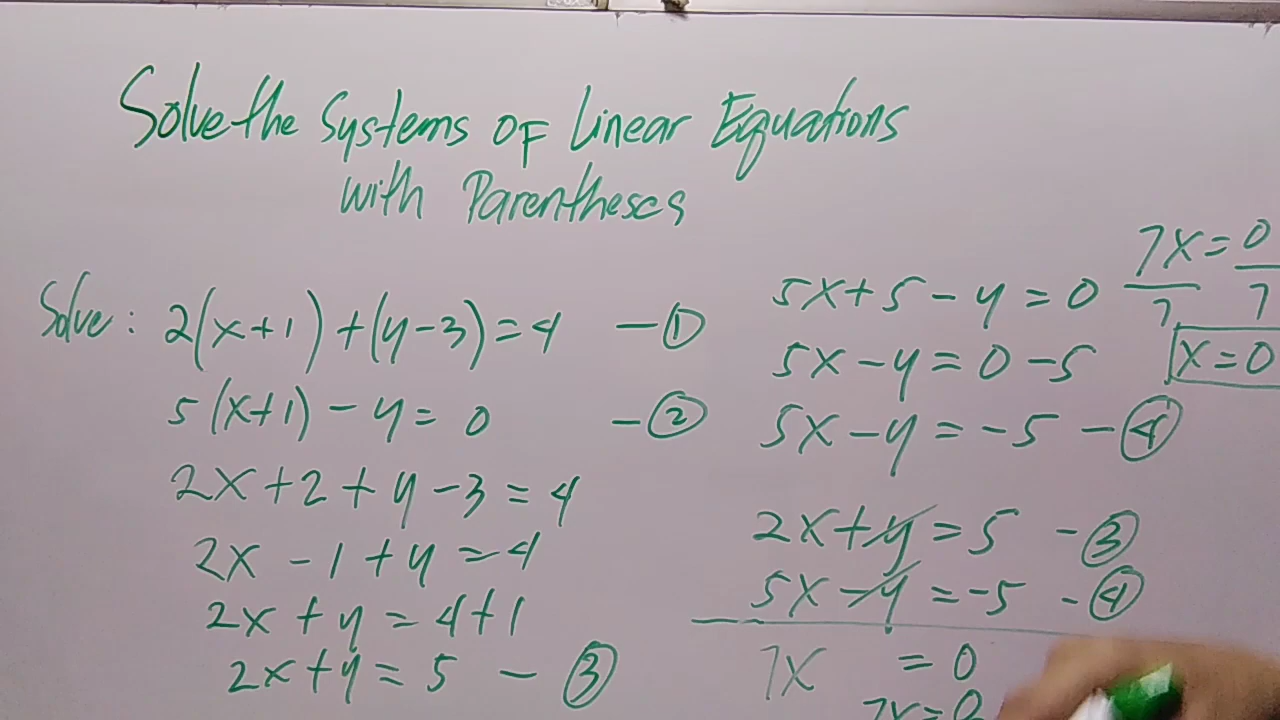 Solve the Systems OF Linear Equations
with Parentheses
Solve: 2(x+1)+(y-3)=4 -①
5(x+1)-y=0 -②
2x+2+y-3=4
2x-1+y=4
2x+y=4+1
2x+y=5 -③
5x+5-y=0
5x-y=0-5
5x-y=-5 -④
2x+y=5 -③
5x-y=-5 -④
7x =0
7x=0
7x=0
7 7
x=0